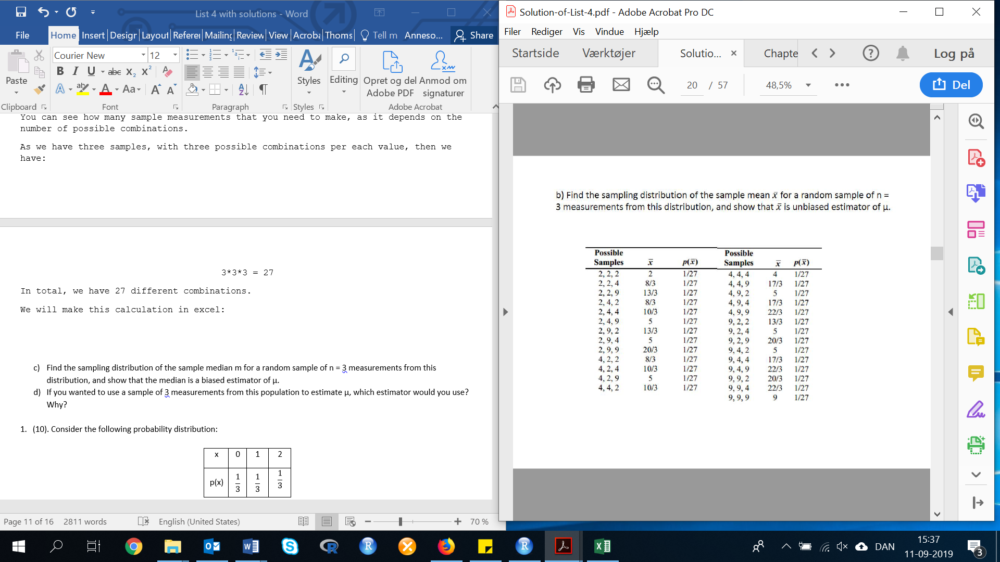 List 4 with solutions - Word
File Home Insert Desigr Layout Referei Mailing Review View Acroba Thoms Tell m Anneso... Share
Courier New 12
Paste B I U abc X2 X2
Styles Editing Opret og del Adobe PDF Anmod om signaturer
A ab A Aa A A
Clipboard Font Paragraph Styles Adobe Acrobat
You can see how many sample measurements that you need to make, as it depends on the
number of possible combinations.
As we have three samples, with three possible combinations per each value, then we
have:
3*3*3 = 27
In total, we have 27 different combinations.
We will make this calculation in excel:
c) Find the sampling distribution of the sample median m for a random sample of n = 3 measurements from this
distribution, and show that the median is a biased estimator of μ.
d) If you wanted to use a sample of 3 measurements from this population to estimate μ, which estimator would you use?
Why?
1. (10). Consider the following probability distribution:
x 0 1 2
p(x) 1/3 1/3 1/3
Page 11 of 16 2811 words English (United States) 70 %
Solution-of-List-4.pdf - Adobe Acrobat Pro DC
Filer Rediger Vis Vindue Hjælp
Startside Værktøjer Solutio... × Chapte Log på
20 / 57 48,5% Del
b) Find the sampling distribution of the sample mean x̅ for a random sample of n =
3 measurements from this distribution, and show that x̅ is unbiased estimator of μ.
Possible Samples x̅ p(x̅) Possible Samples x̅ p(x̅)
2, 2, 2 2 1/27 4, 4, 4 4 1/27
2, 2, 4 8/3 1/27 4, 4, 9 17/3 1/27
2, 2, 9 13/3 1/27 4, 9, 2 5 1/27
2, 4, 2 8/3 1/27 4, 9, 4 17/3 1/27
2, 4, 4 10/3 1/27 4, 9, 9 22/3 1/27
2, 4, 9 5 1/27 9, 2, 2 13/3 1/27
2, 9, 2 13/3 1/27 9, 2, 4 5 1/27
2, 9, 4 5 1/27 9, 2, 9 20/3 1/27
2, 9, 9 20/3 1/27 9, 4, 2 5 1/27
4, 2, 2 8/3 1/27 9, 4, 4 17/3 1/27
4, 2, 4 10/3 1/27 9, 4, 9 22/3 1/27
4, 2, 9 5 1/27 9, 9, 2 20/3 1/27
4, 4, 2 10/3 1/27 9, 9, 4 22/3 1/27
9, 9, 9 9 1/27
DAN
15:37
11-09-2019
3